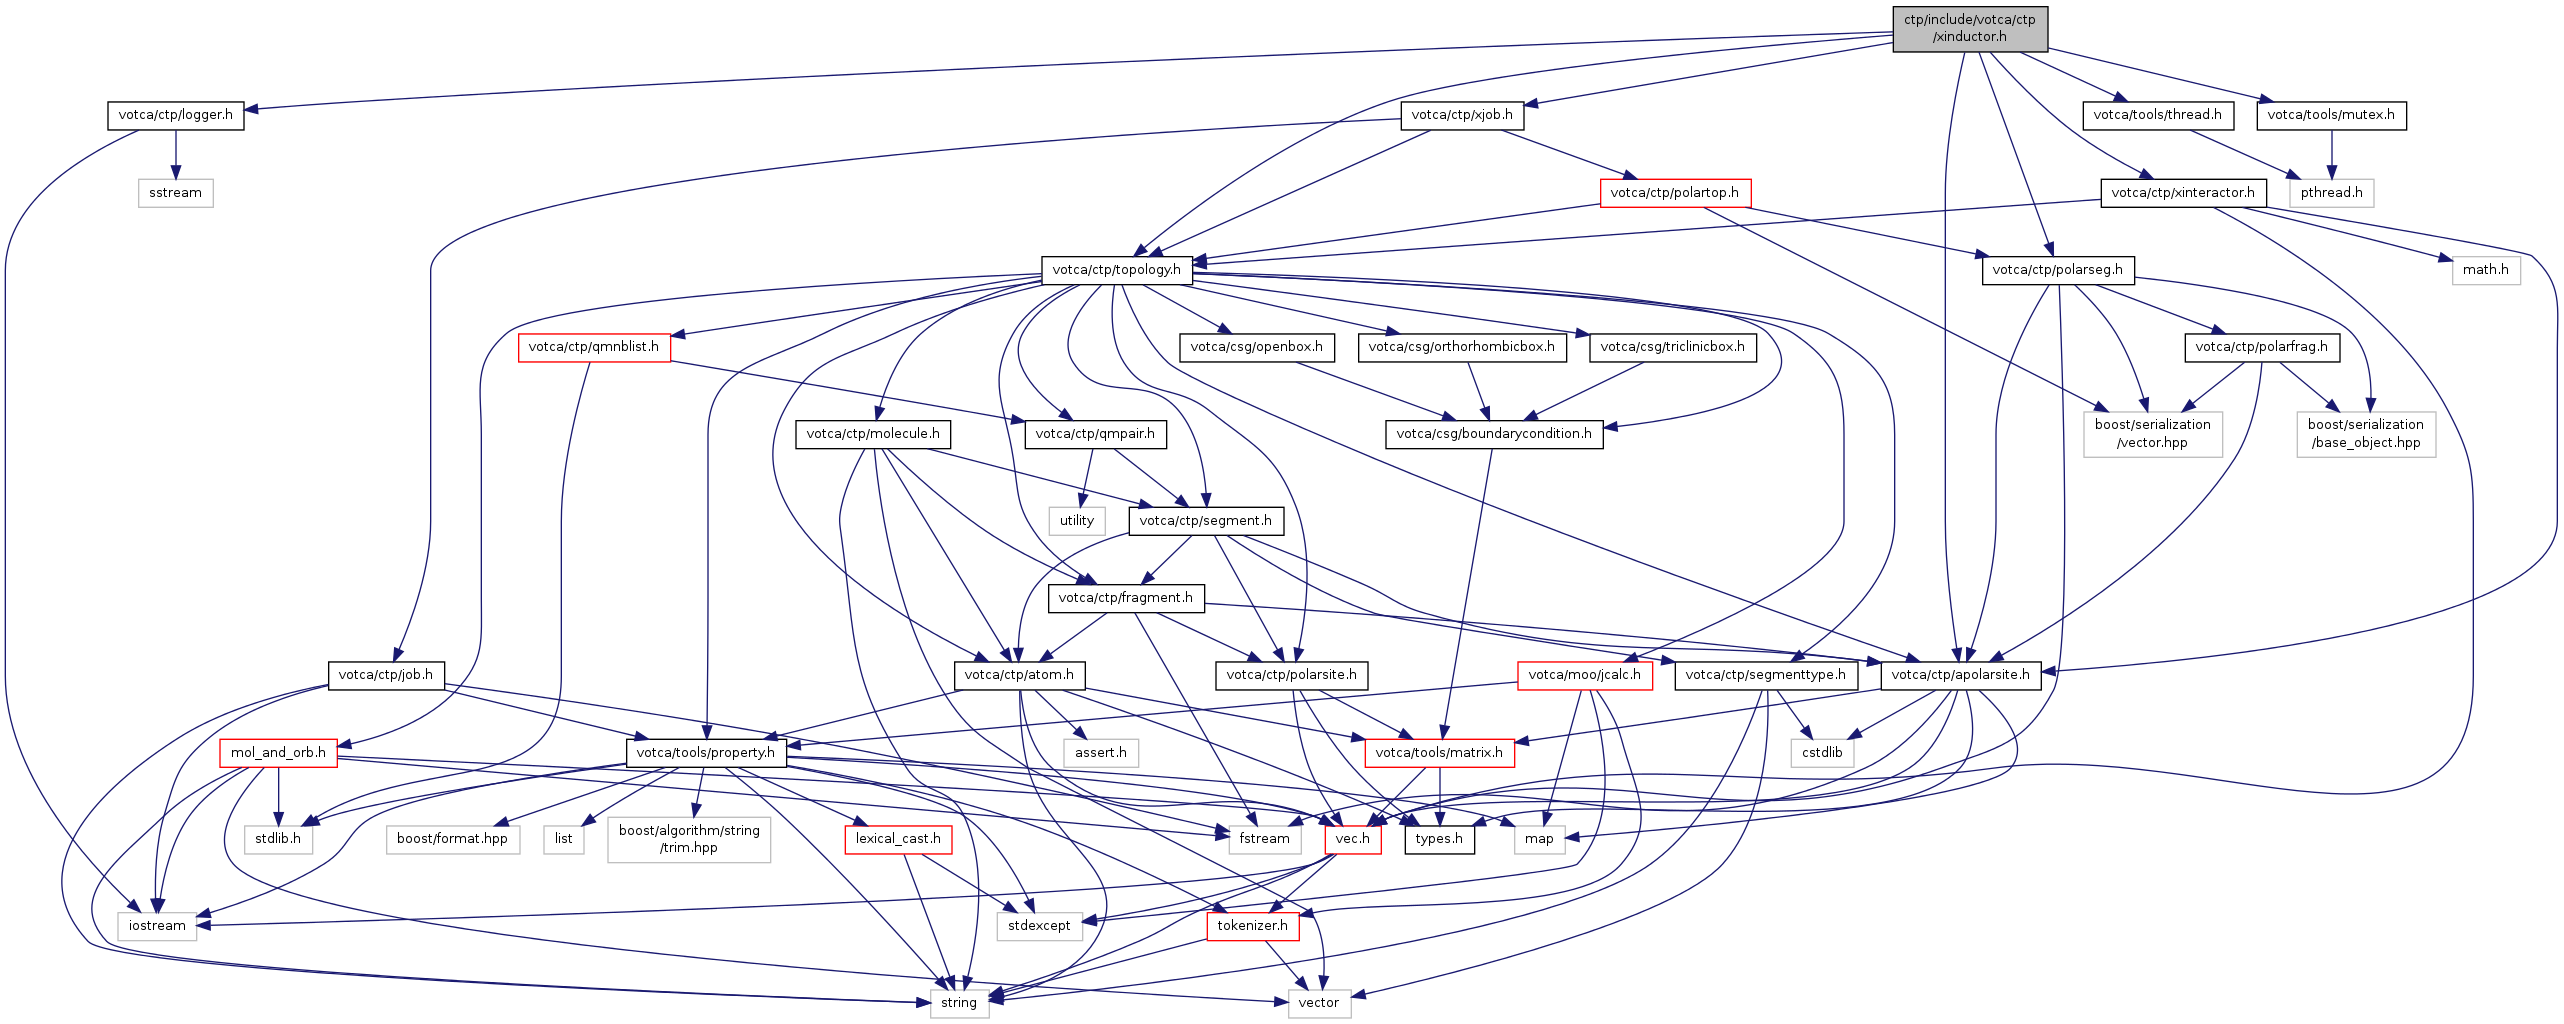 ctp/include/votca/ctp
/xinductor.h
votca/ctp/logger.h
votca/ctp/xjob.h
votca/tools/thread.h
votca/tools/mutex.h
sstream
votca/ctp/polartop.h
votca/ctp/xinteractor.h
pthread.h
votca/ctp/topology.h
votca/ctp/polarseg.h
math.h
votca/ctp/qmnblist.h
votca/csg/openbox.h
votca/csg/orthorhombicbox.h
votca/csg/triclinicbox.h
votca/ctp/polarfrag.h
votca/ctp/molecule.h
votca/ctp/qmpair.h
votca/csg/boundarycondition.h
boost/serialization
/vector.hpp
boost/serialization
/base_object.hpp
utility
votca/ctp/segment.h
votca/ctp/fragment.h
votca/ctp/job.h
votca/ctp/atom.h
votca/ctp/polarsite.h
votca/moo/jcalc.h
votca/ctp/segmenttype.h
votca/ctp/apolarsite.h
mol_and_orb.h
votca/tools/property.h
assert.h
votca/tools/matrix.h
cstdlib
stdlib.h
boost/format.hpp
list
boost/algorithm/string
/trim.hpp
lexical_cast.h
fstream
vec.h
types.h
map
iostream
stdexcept
tokenizer.h
string
vector